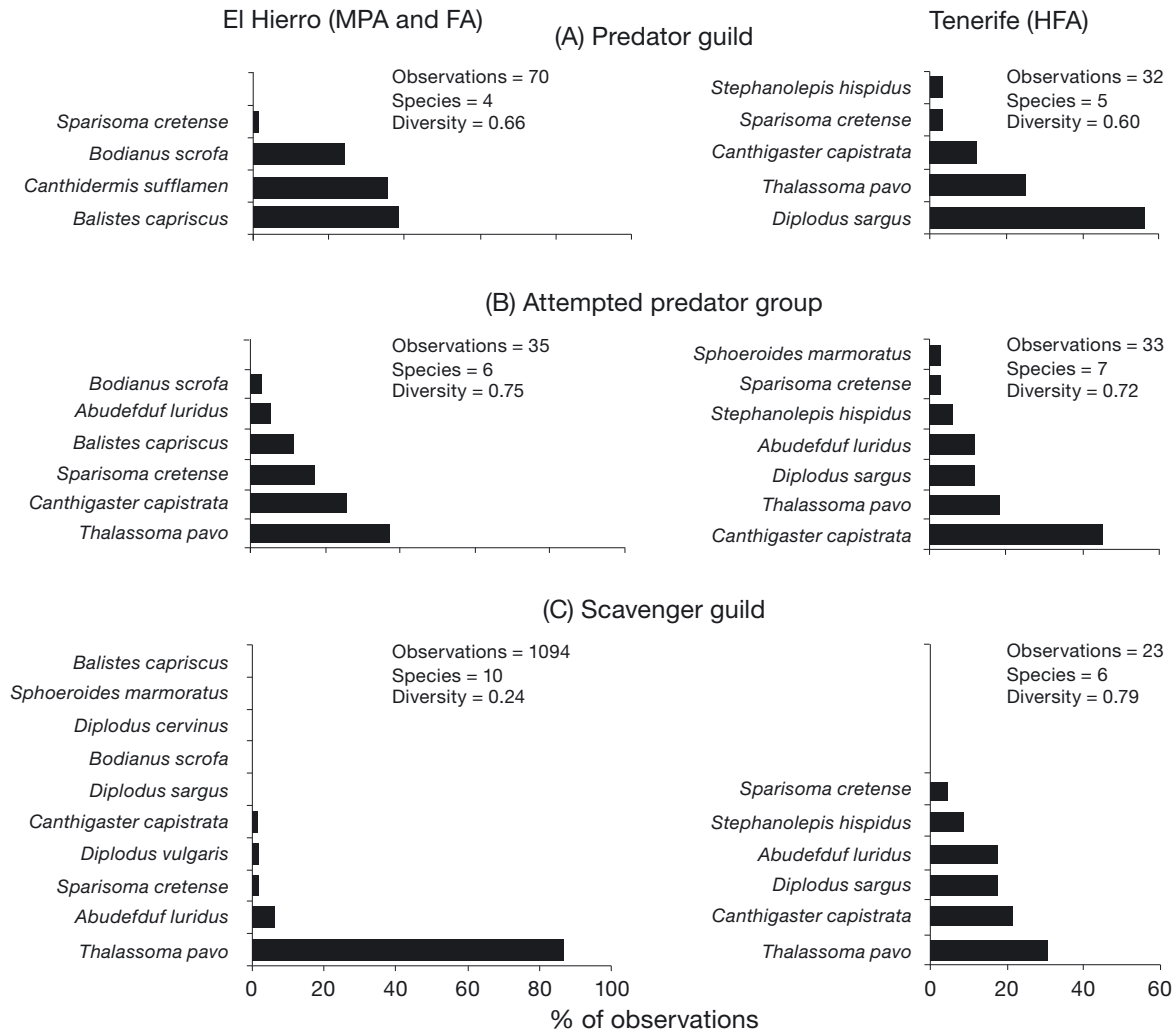 El Hierro (MPA and FA)
Tenerife (HFA)
(A) Predator guild
Observations = 70
Species = 4
Diversity = 0.66
Sparisoma cretense
Bodianus scrofa
Canthidermis sufflamen
Balistes capriscus
Observations = 32
Species = 5
Diversity = 0.60
Stephanolepis hispidus
Sparisoma cretense
Canthigaster capistrata
Thalassoma pavo
Diplodus sargus
(B) Attempted predator group
Observations = 35
Species = 6
Diversity = 0.75
Bodianus scrofa
Abudefduf luridus
Balistes capriscus
Sparisoma cretense
Canthigaster capistrata
Thalassoma pavo
Observations = 33
Species = 7
Diversity = 0.72
Sphoeroides marmoratus
Sparisoma cretense
Stephanolepis hispidus
Abudefduf luridus
Diplodus sargus
Thalassoma pavo
Canthigaster capistrata
(C) Scavenger guild
Observations = 1094
Species = 10
Diversity = 0.24
Balistes capriscus
Sphoeroides marmoratus
Diplodus cervinus
Bodianus scrofa
Diplodus sargus
Canthigaster capistrata
Diplodus vulgaris
Sparisoma cretense
Abudefduf luridus
Thalassoma pavo
0 20 40 60 80 100
Observations = 23
Species = 6
Diversity = 0.79
Sparisoma cretense
Stephanolepis hispidus
Abudefduf luridus
Diplodus sargus
Canthigaster capistrata
Thalassoma pavo
0 20 40 60
% of observations